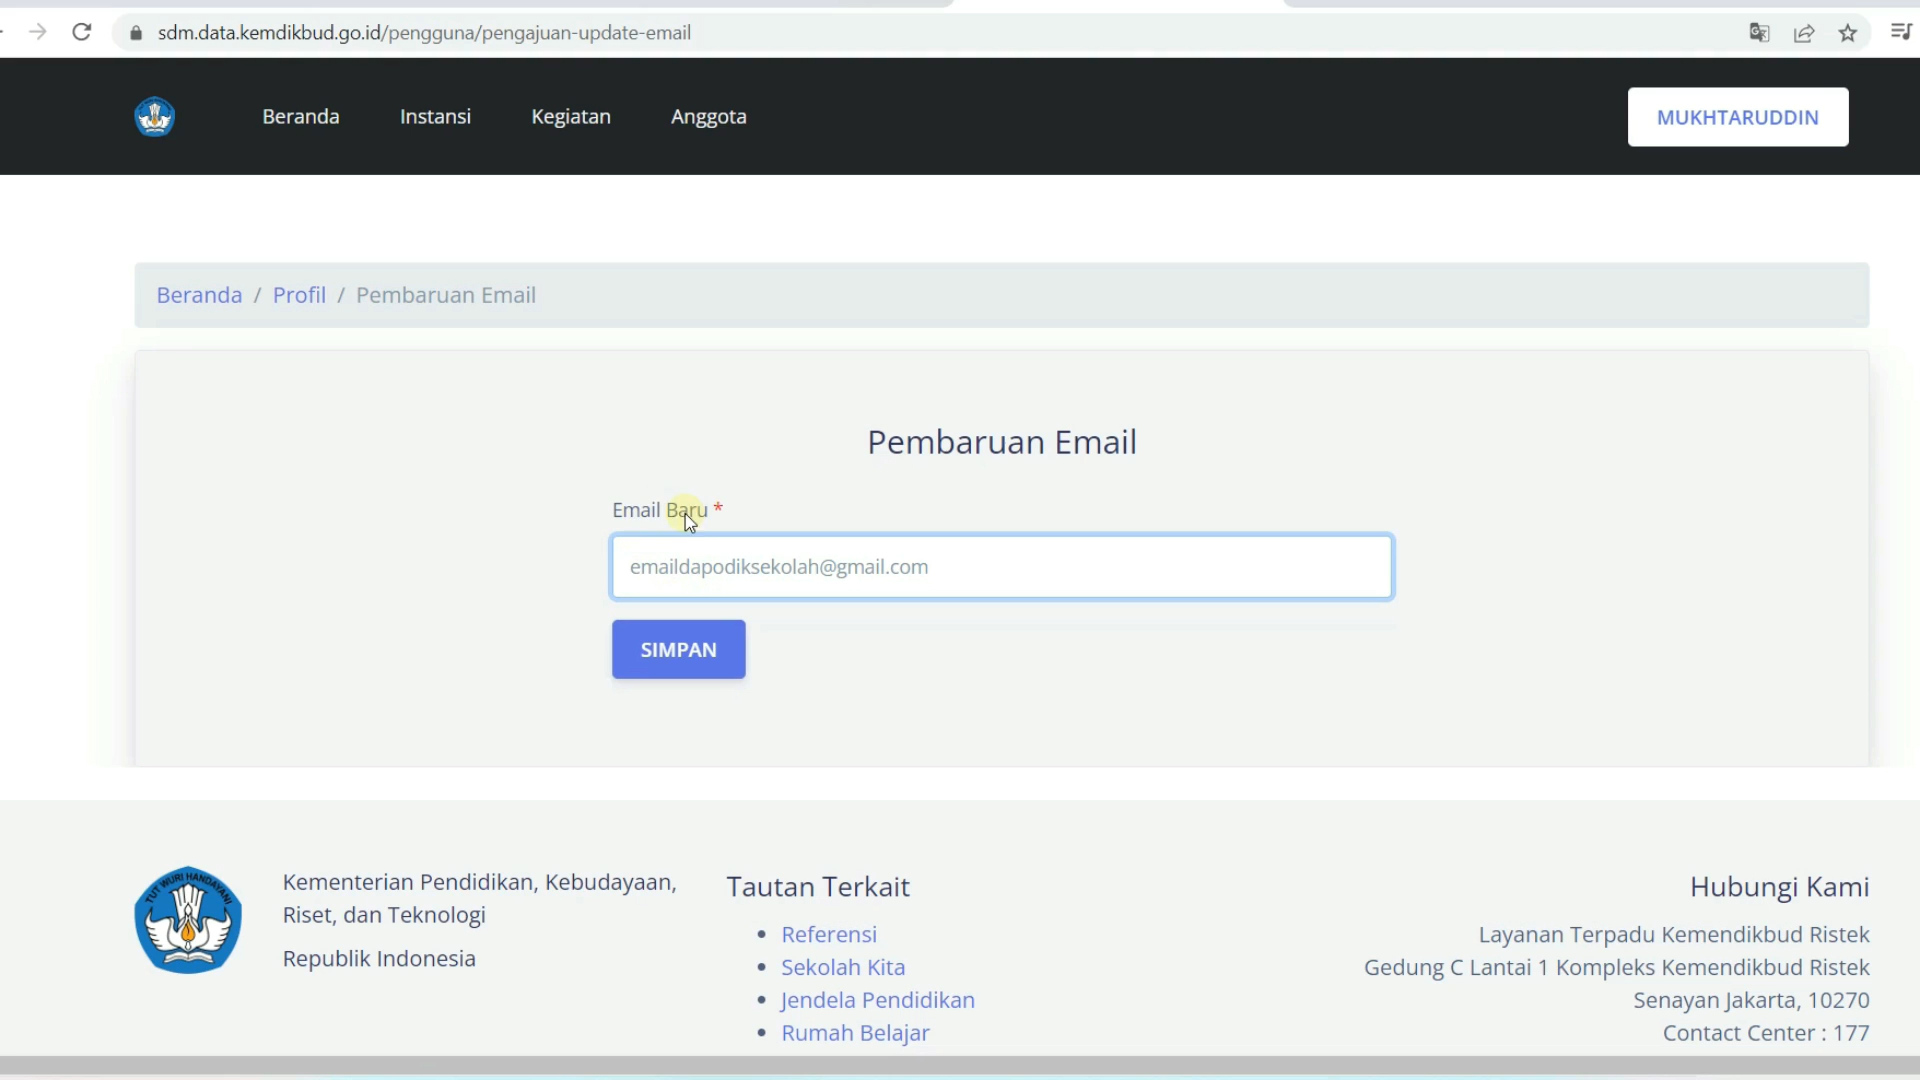 sdm.data.kemdikbud.go.id/pengguna/pengajuan-update-email
Beranda Instansi Kegiatan Anggota MUKHTARUDDIN
Beranda / Profil / Pembaruan Email
Pembaruan Email
Email Baru *
emaildapodiksekolah@gmail.com
SIMPAN
TUT WURI HANDAYANI
Kementerian Pendidikan, Kebudayaan,
Riset, dan Teknologi
Republik Indonesia
Tautan Terkait
• Referensi
• Sekolah Kita
• Jendela Pendidikan
• Rumah Belajar
Hubungi Kami
Layanan Terpadu Kemendikbud Ristek
Gedung C Lantai 1 Kompleks Kemendikbud Ristek
Senayan Jakarta, 10270
Contact Center : 177